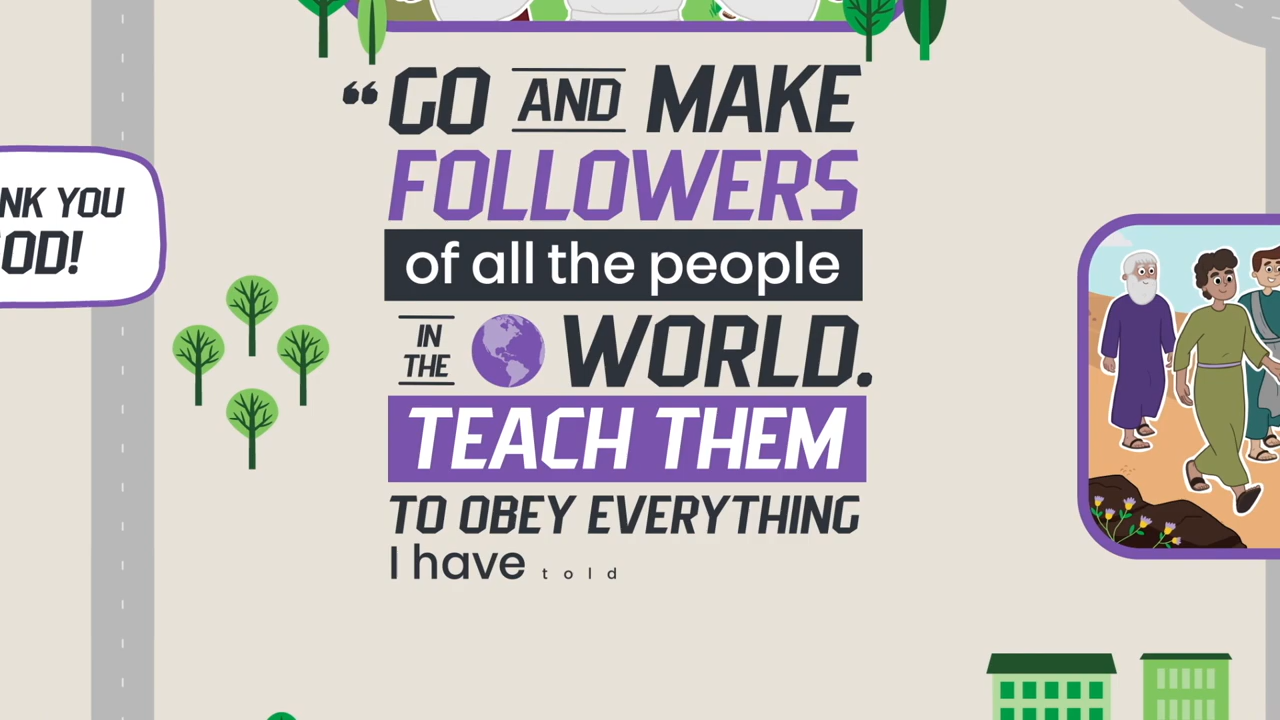 “GO AND MAKE
FOLLOWERS
of all the people
IN THE WORLD.
TEACH THEM
TO OBEY EVERYTHING
I have told
NK YOU
OD!